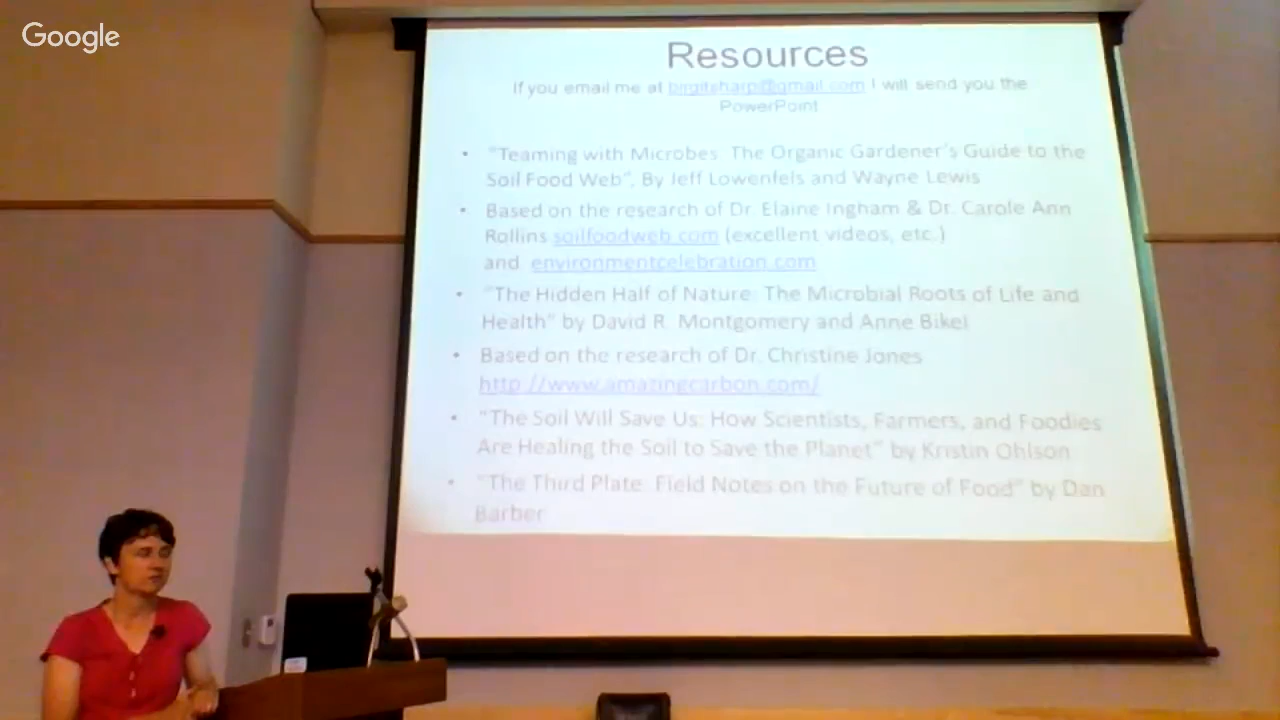 Google
Resources
If you email me at birgitsharp@gmail.com I will send you the
PowerPoint
• "Teaming with Microbes: The Organic Gardener's Guide to the
Soil Food Web", By Jeff Lowenfels and Wayne Lewis
• Based on the research of Dr. Elaine Ingham & Dr. Carole Ann
Rollins soilfoodweb.com (excellent videos, etc.)
and environmentcelebration.com
• "The Hidden Half of Nature: The Microbial Roots of Life and
Health" by David R. Montgomery and Anne Bikel
• Based on the research of Dr. Christine Jones
http://www.amazingcarbon.com/
• "The Soil Will Save Us: How Scientists, Farmers, and Foodies
Are Healing the Soil to Save the Planet" by Kristin Ohlson
• "The Third Plate: Field Notes on the Future of Food" by Dan
Barber